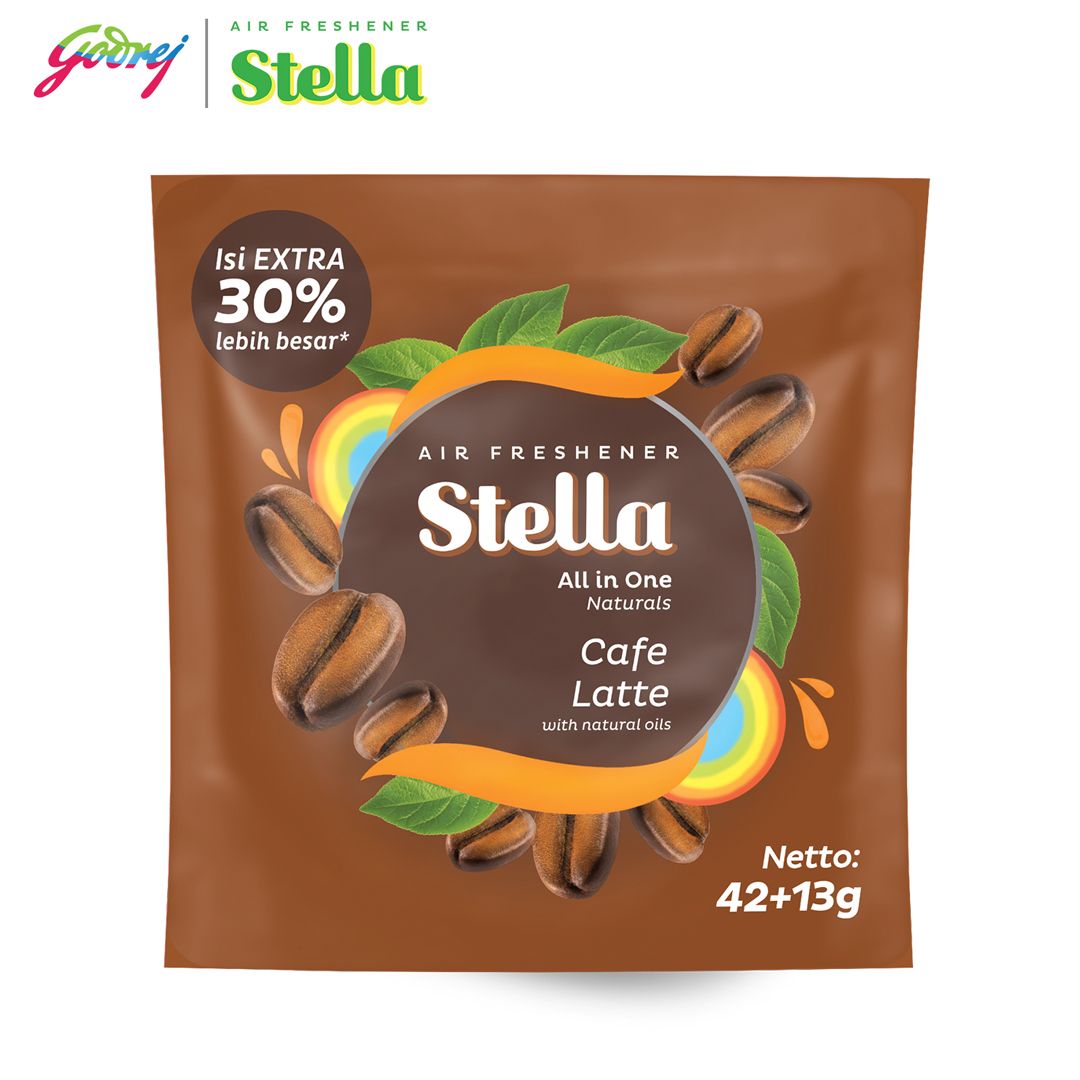 Godrej
AIR FRESHENER
Stella
Isi EXTRA
30%
lebih besar*
AIR FRESHENER
Stella
All in One
Naturals
Cafe
Latte
with natural oils
Netto:
42+13g